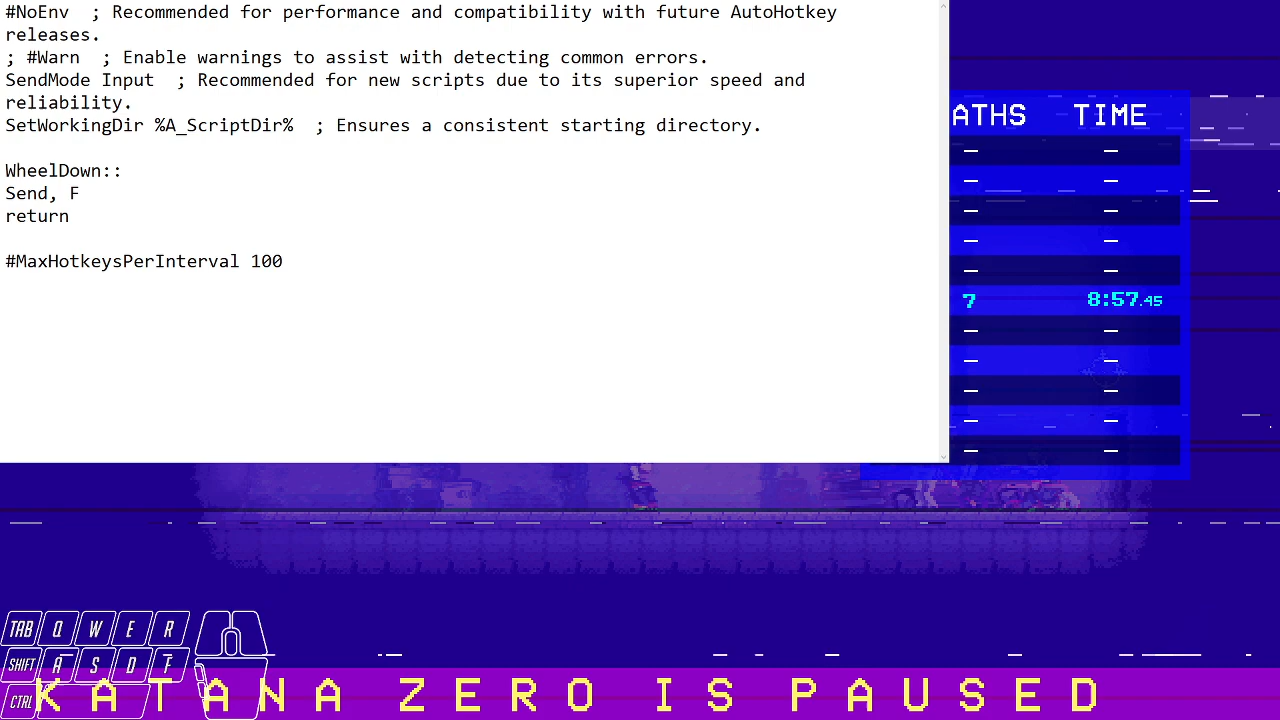 #NoEnv  ; Recommended for performance and compatibility with future AutoHotkey
releases.
; #Warn  ; Enable warnings to assist with detecting common errors.
SendMode Input  ; Recommended for new scripts due to its superior speed and
reliability.
SetWorkingDir %A_ScriptDir%  ; Ensures a consistent starting directory.
WheelDown::
Send, F
return
#MaxHotkeysPerInterval 100
ATHS TIME
— —
— —
— —
— —
— —
7 8:57.45
— —
— —
— —
— —
— —
TAB Q W E R
SHIFT A S D F
CTRL
KATANA ZERO IS PAUSED